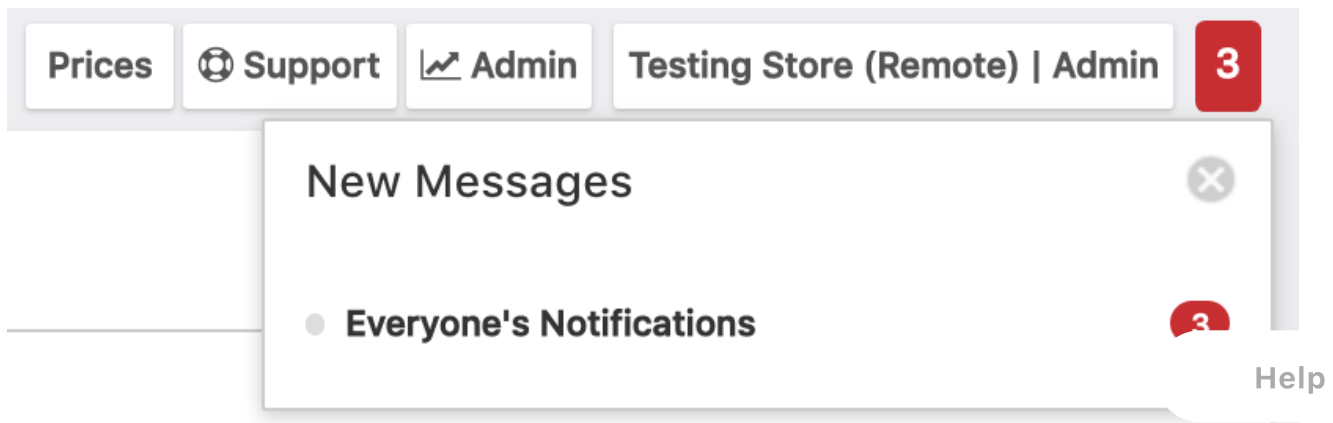 Prices Support Admin Testing Store (Remote) | Admin 3
New Messages
Everyone's Notifications 3
Help